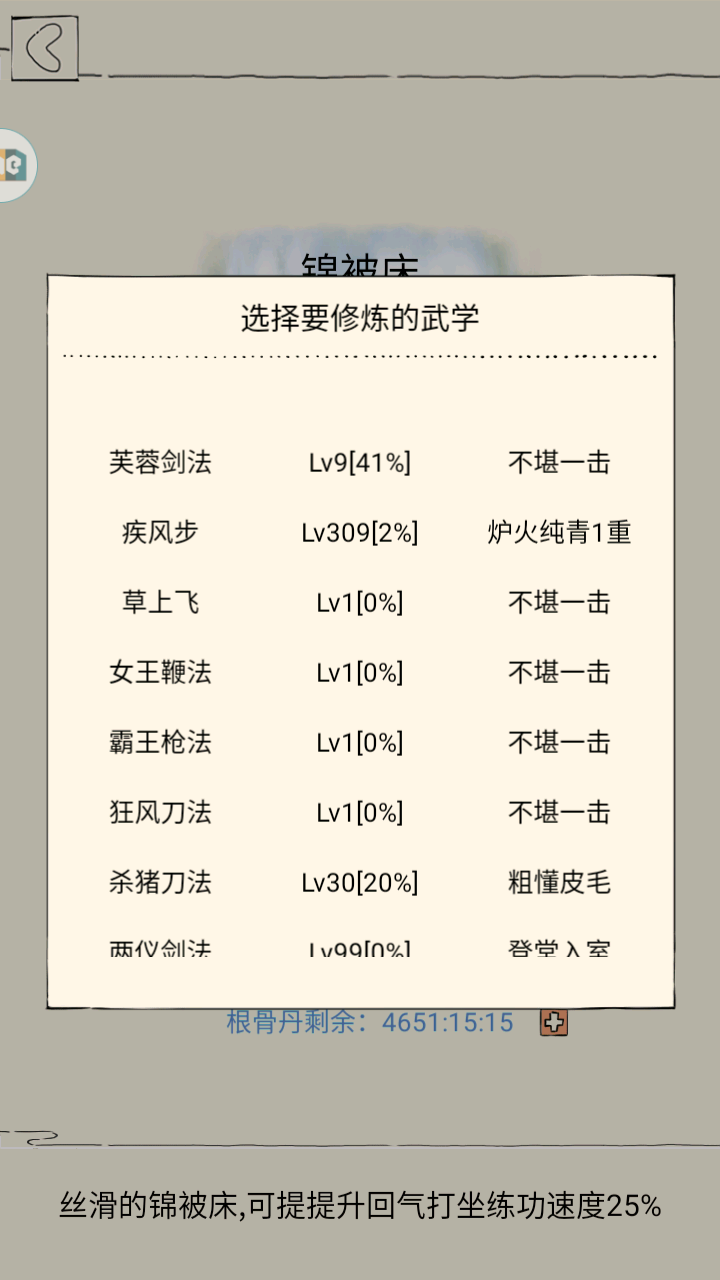 锦被床
选择要修炼的武学
芙蓉剑法 Lv9[41%] 不堪一击
疾风步 Lv309[2%] 炉火纯青1重
草上飞 Lv1[0%] 不堪一击
女王鞭法 Lv1[0%] 不堪一击
霸王枪法 Lv1[0%] 不堪一击
狂风刀法 Lv1[0%] 不堪一击
杀猪刀法 Lv30[20%] 粗懂皮毛
两仪剑法 Lv99[0%] 登堂入室
根骨丹剩余：4651:15:15
丝滑的锦被床,可提提升回气打坐练功速度25%